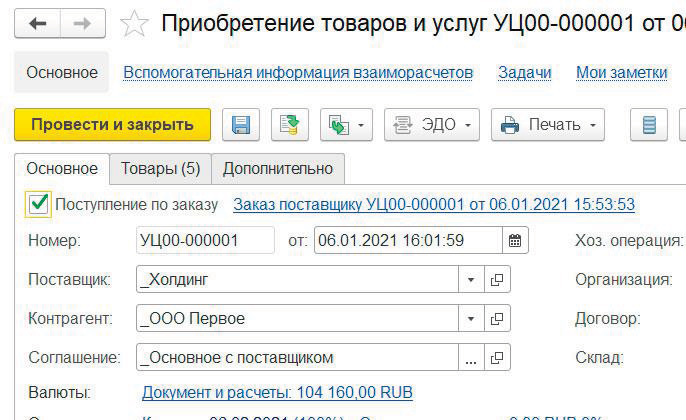 Приобретение товаров и услуг УЦ00-000001 от 0
Основное Вспомогательная информация взаиморасчетов Задачи Мои заметки
Провести и закрыть ЭДО Печать
Основное Товары (5) Дополнительно
Поступление по заказу Заказ поставщику УЦ00-000001 от 06.01.2021 15:53:53
Номер: УЦ00-000001 от: 06.01.2021 16:01:59 Хоз. операция:
Поставщик: _Холдинг Организация:
Контрагент: _ООО Первое Договор:
Соглашение: _Основное с поставщиком ... Склад:
Валюты: Документ и расчеты: 104 160,00 RUB